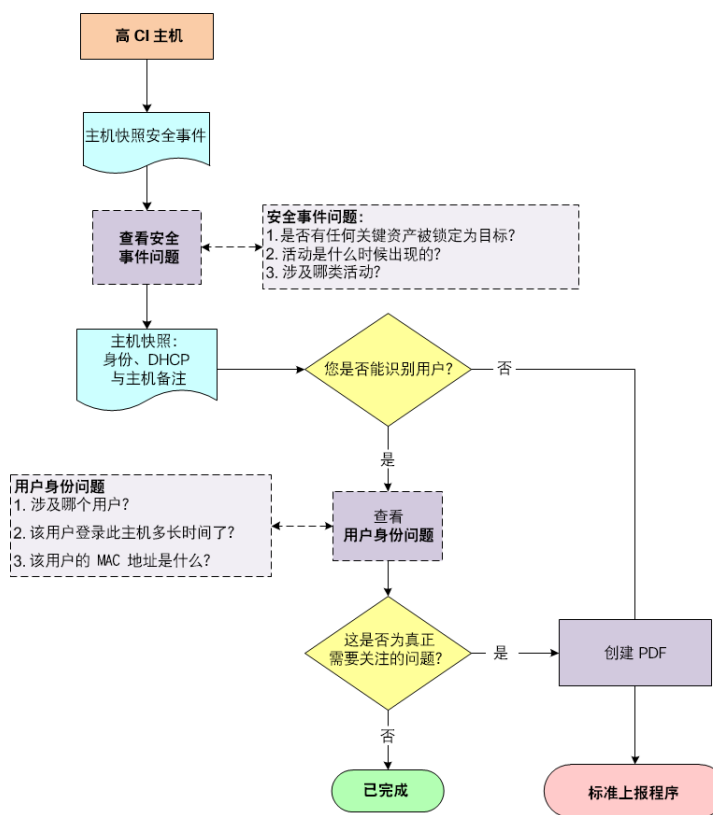 高 CI 主机
主机快照安全事件
查看安全
事件问题
安全事件问题：
1. 是否有任何关键资产被锁定为目标？
2. 活动是什么时候出现的？
3. 涉及哪类活动？
主机快照：
身份、DHCP
与主机备注
您是否能识别用户？
否
是
用户身份问题
1. 涉及哪个用户？
2. 该用户登录此主机多长时间了？
3. 该用户的 MAC 地址是什么？
查看
用户身份问题
这是否为真正
需要关注的问题？
是
创建 PDF
否
已完成
标准上报程序